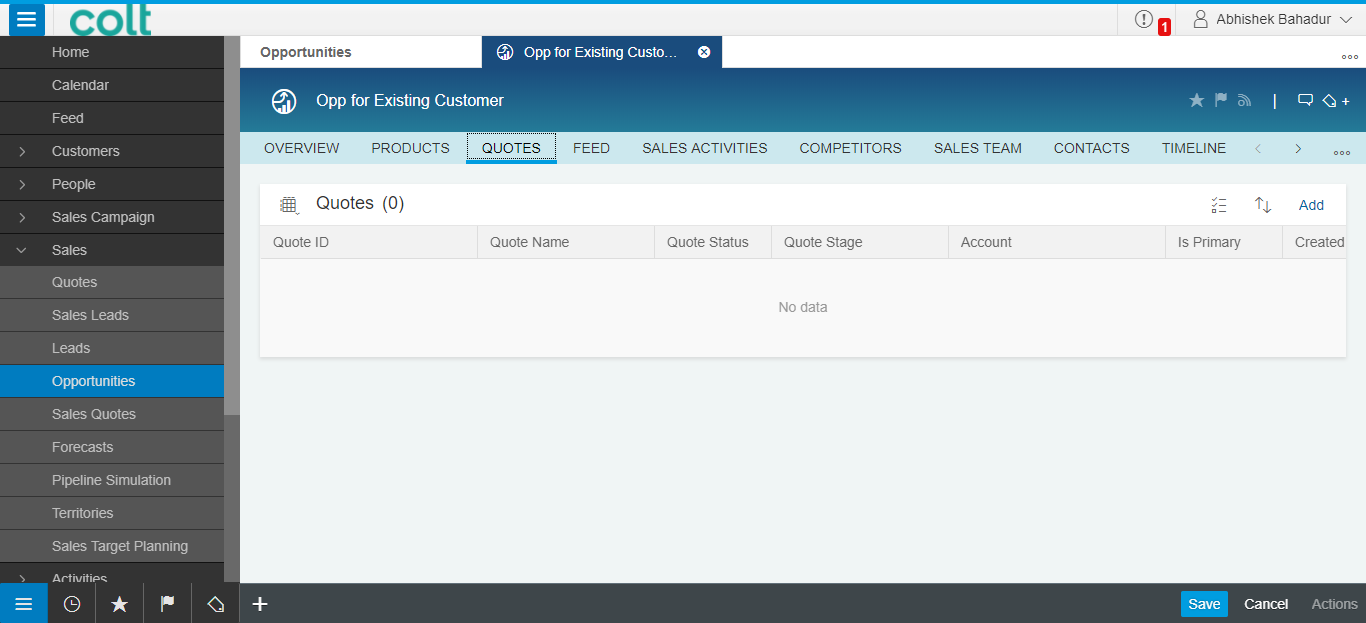 colt
1
Abhishek Bahadur
Home
Calendar
Feed
Customers
People
Sales Campaign
Sales
Quotes
Sales Leads
Leads
Opportunities
Sales Quotes
Forecasts
Pipeline Simulation
Territories
Sales Target Planning
Activities
Opportunities
Opp for Existing Custo...
Opp for Existing Customer
OVERVIEW PRODUCTS QUOTES FEED SALES ACTIVITIES COMPETITORS SALES TEAM CONTACTS TIMELINE
Quotes (0)
Add
Quote ID Quote Name Quote Status Quote Stage Account Is Primary Created
No data
Save Cancel Actions